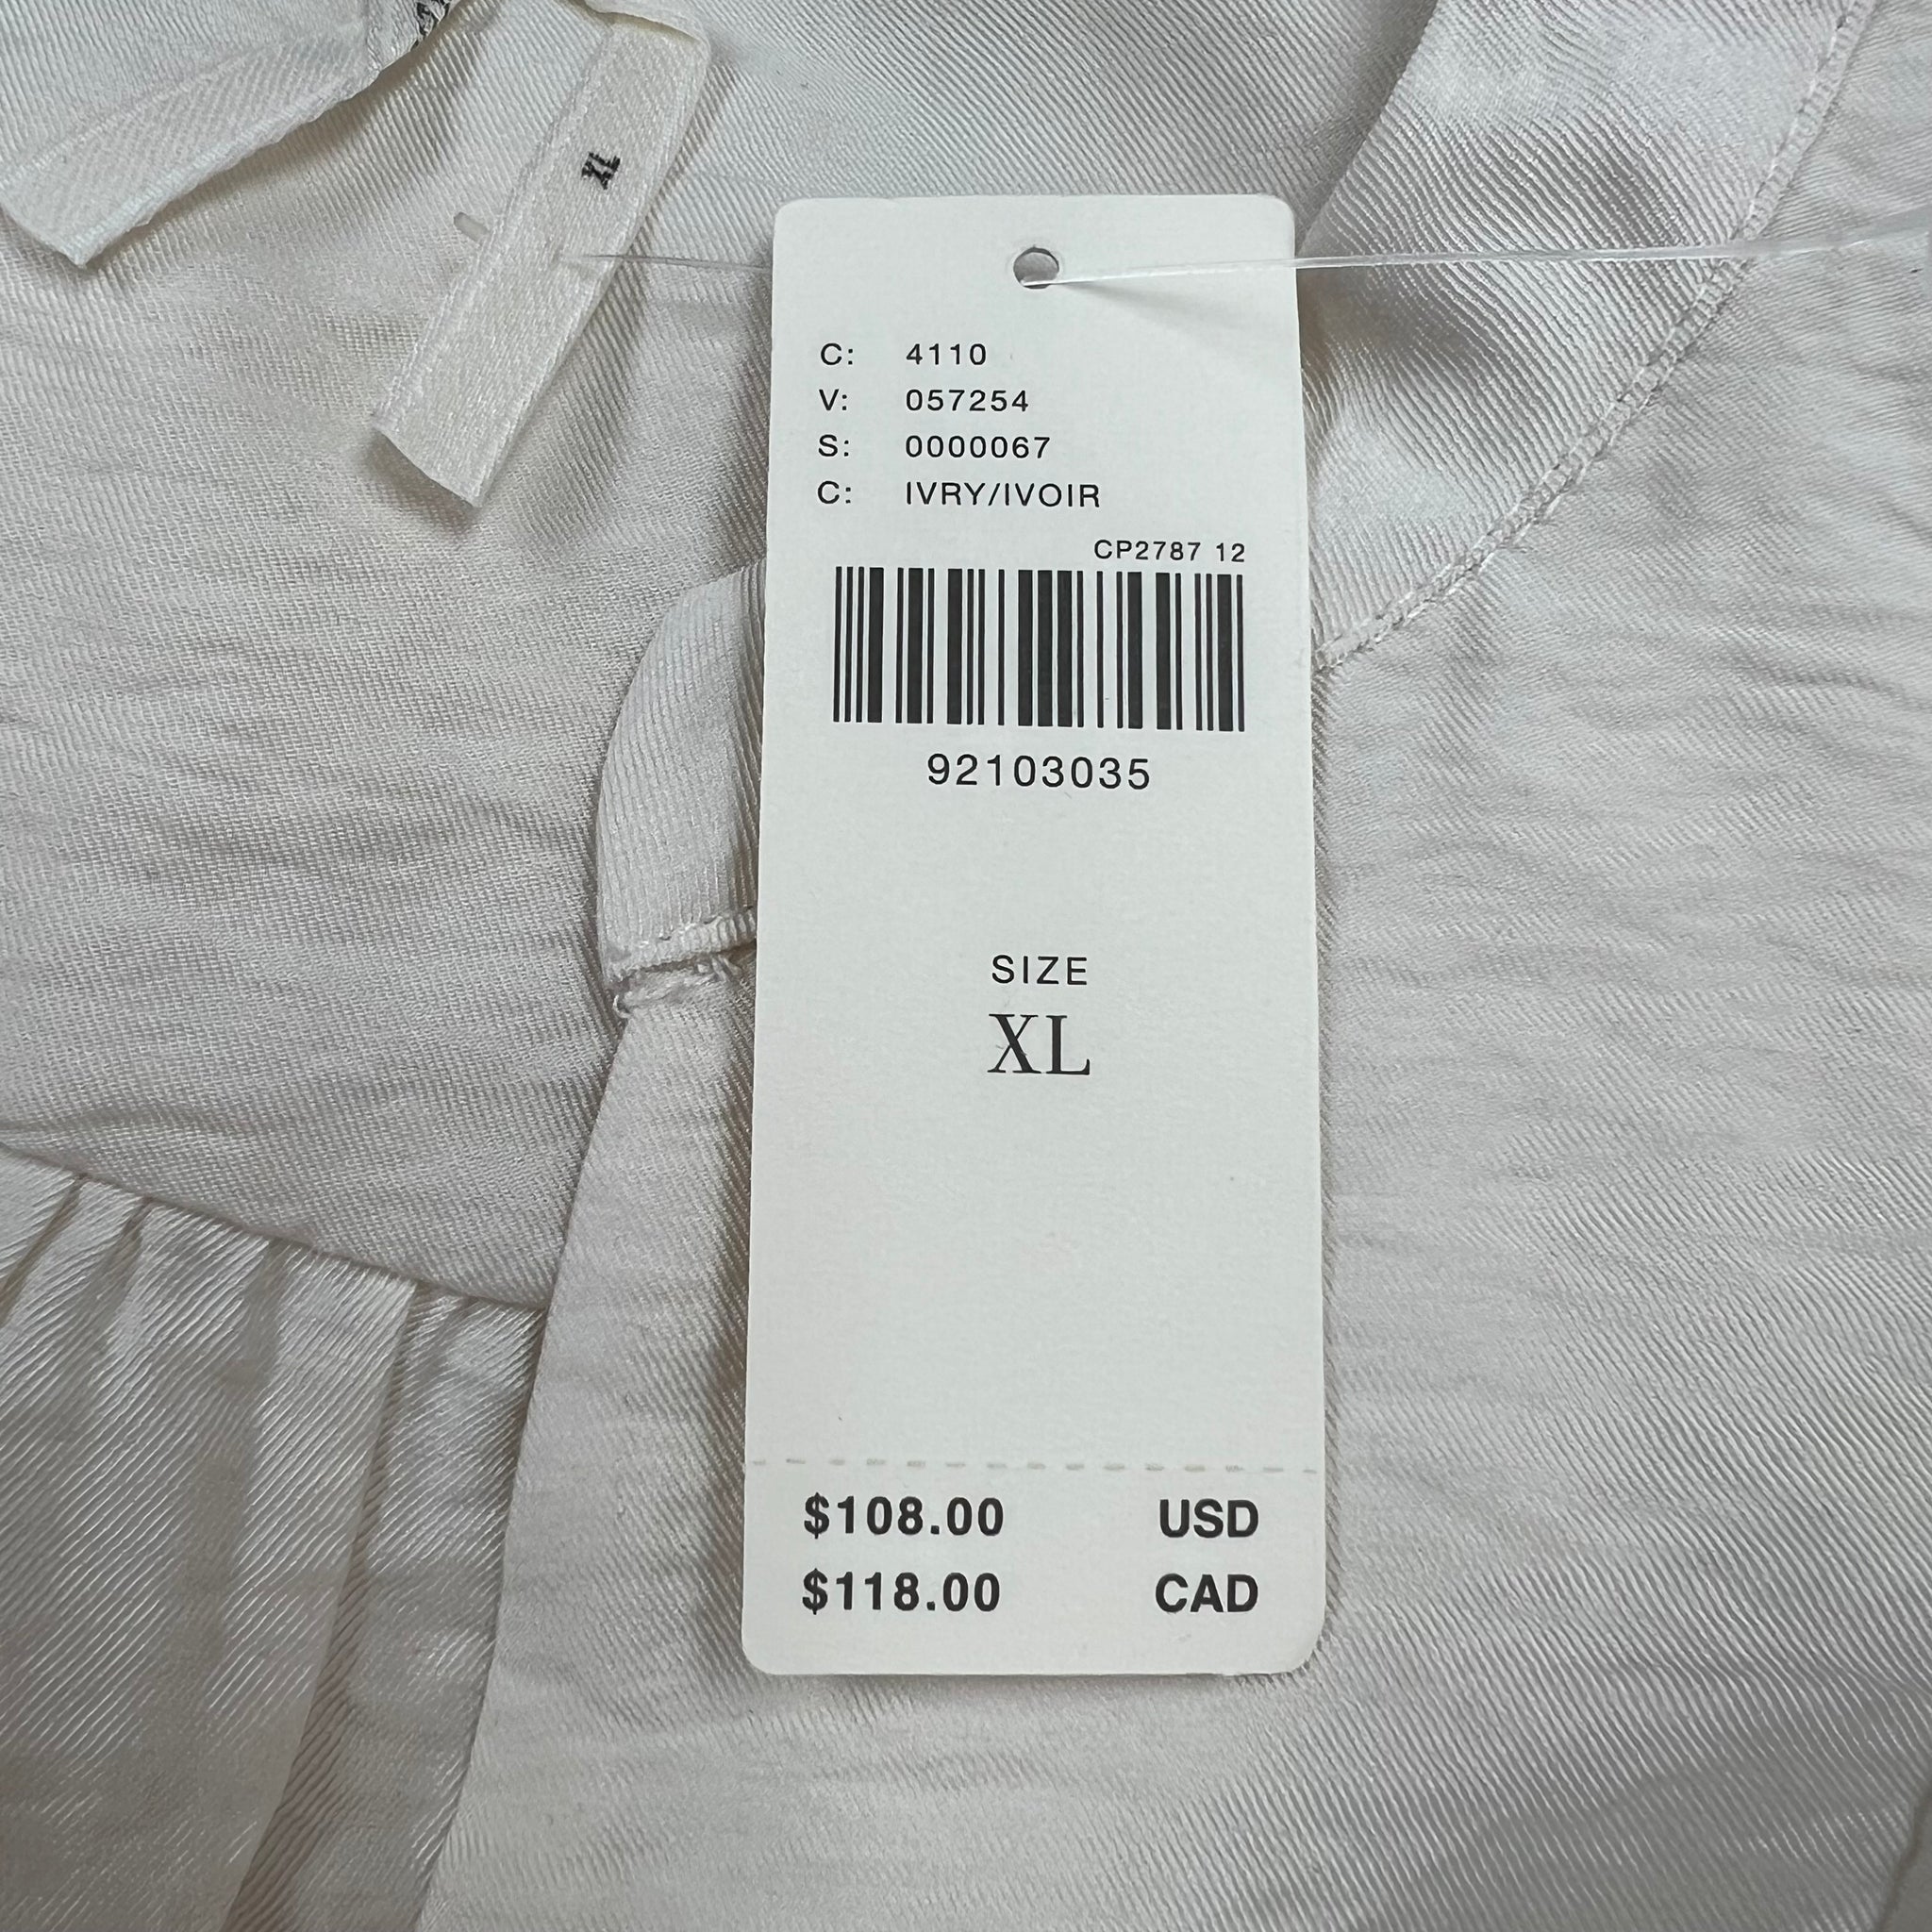 XL
C: 4110
V: 057254
S: 0000067
C: IVRY/IVOIR
CP2787 12
92103035
SIZE
XL
$108.00 USD
$118.00 CAD